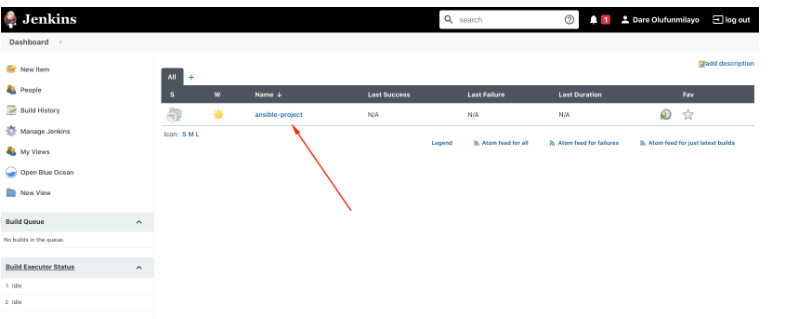 Jenkins
search
1
Dare Olufunmilayo
log out
Dashboard
New Item
People
Build History
Manage Jenkins
My Views
Open Blue Ocean
New View
Build Queue
No builds in the queue.
Build Executor Status
1 Idle
2 Idle
add description
All +
S W Name ↓ Last Success Last Failure Last Duration Fav
ansible-project N/A N/A N/A
Icon: S M L
Legend Atom feed for all Atom feed for failures Atom feed for just latest builds